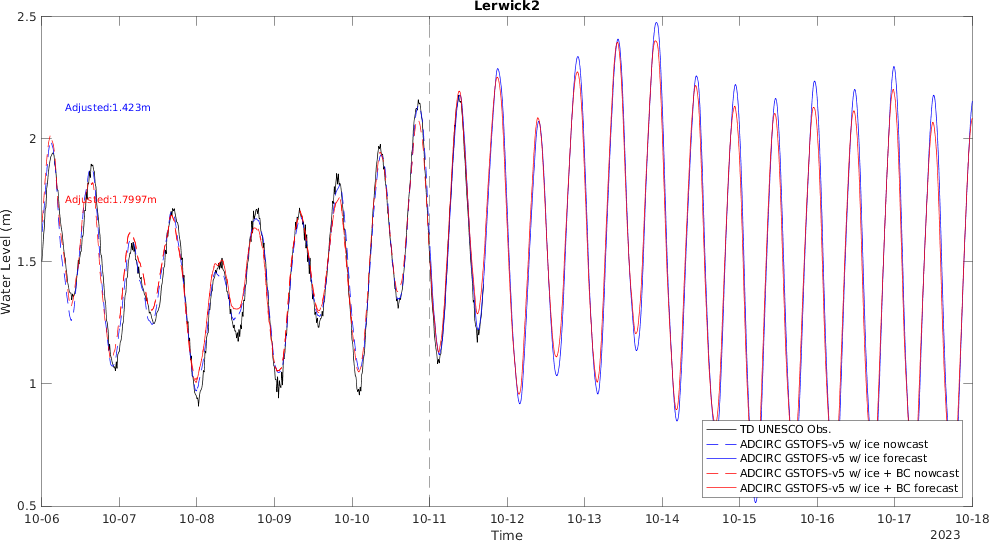 Lerwick2
2.5
2
1.5
1
0.5
Water Level (m)
Adjusted:1.423m
Adjusted:1.7997m
TD UNESCO Obs.
ADCIRC GSTOFS-v5 w/ ice nowcast
ADCIRC GSTOFS-v5 w/ ice forecast
ADCIRC GSTOFS-v5 w/ ice + BC nowcast
ADCIRC GSTOFS-v5 w/ ice + BC forecast
10-06 10-07 10-08 10-09 10-10 10-11 10-12 10-13 10-14 10-15 10-16 10-17 10-18
Time
2023